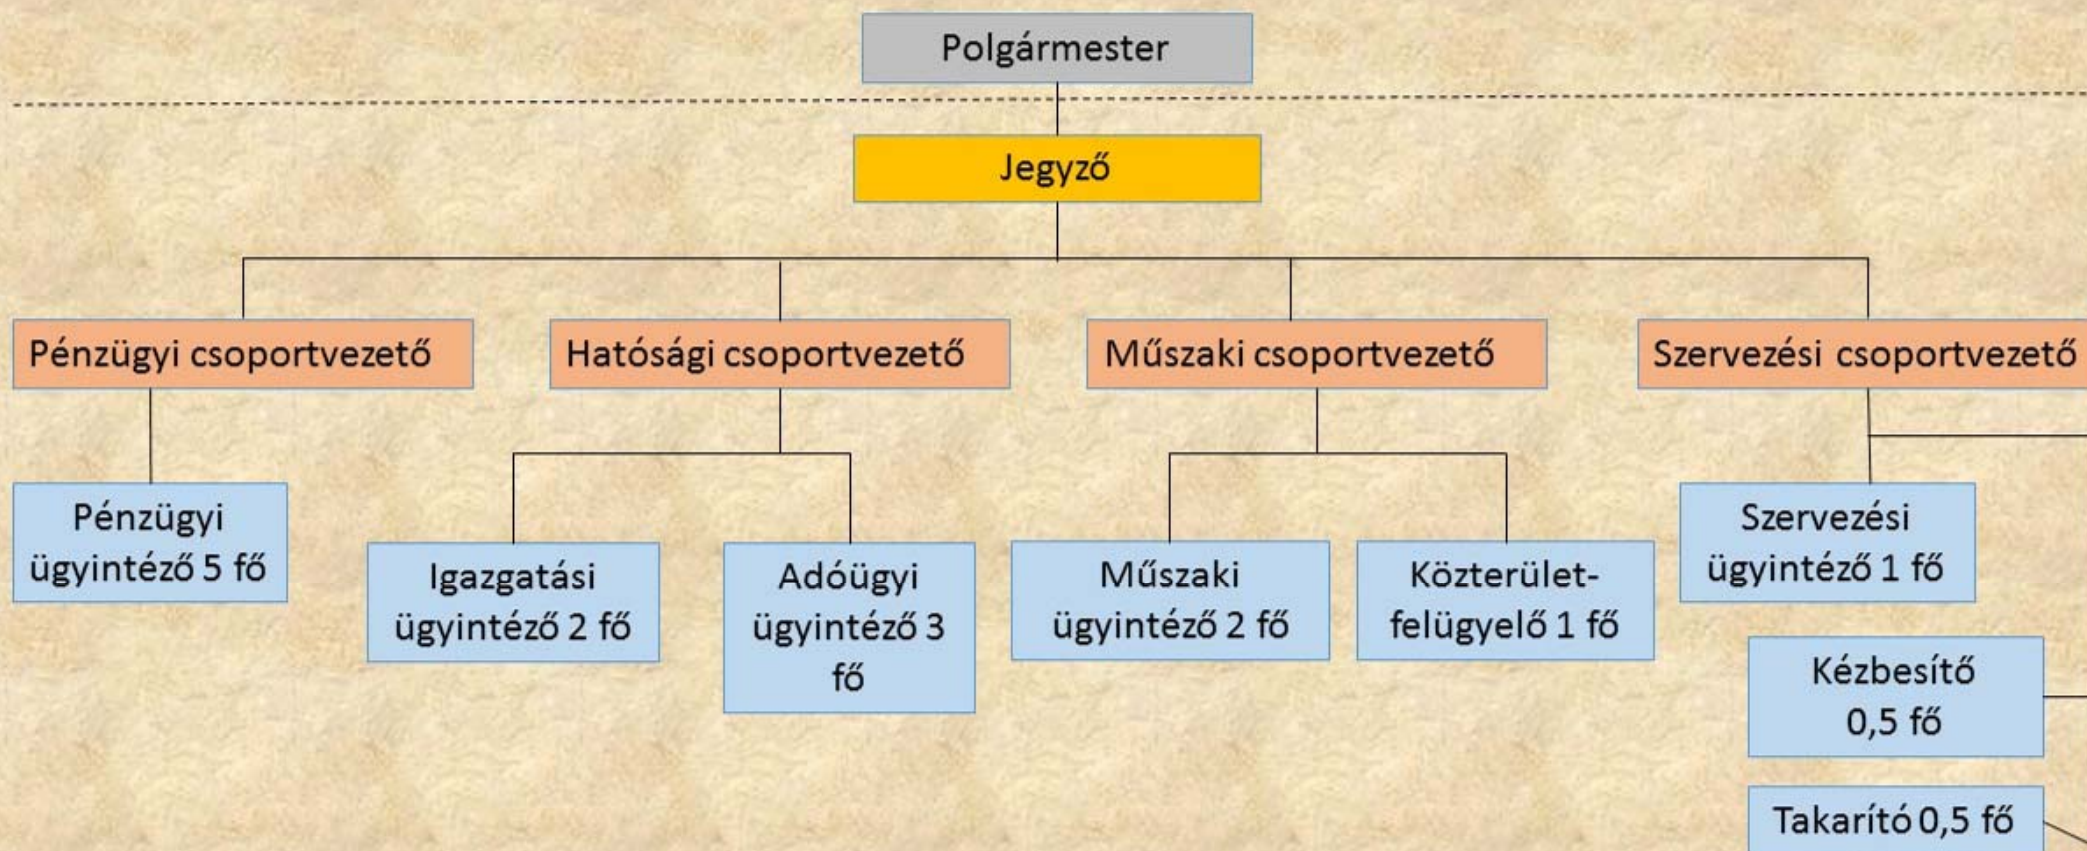 Polgármester
Jegyző
Pénzügyi csoportvezető
Hatósági csoportvezető
Műszaki csoportvezető
Szervezési csoportvezető
Pénzügyi
ügyintéző 5 fő
Igazgatási
ügyintéző 2 fő
Adóügyi
ügyintéző 3
fő
Műszaki
ügyintéző 2 fő
Közterület-
felügyelő 1 fő
Szervezési
ügyintéző 1 fő
Kézbesítő
0,5 fő
Takarító 0,5 fő